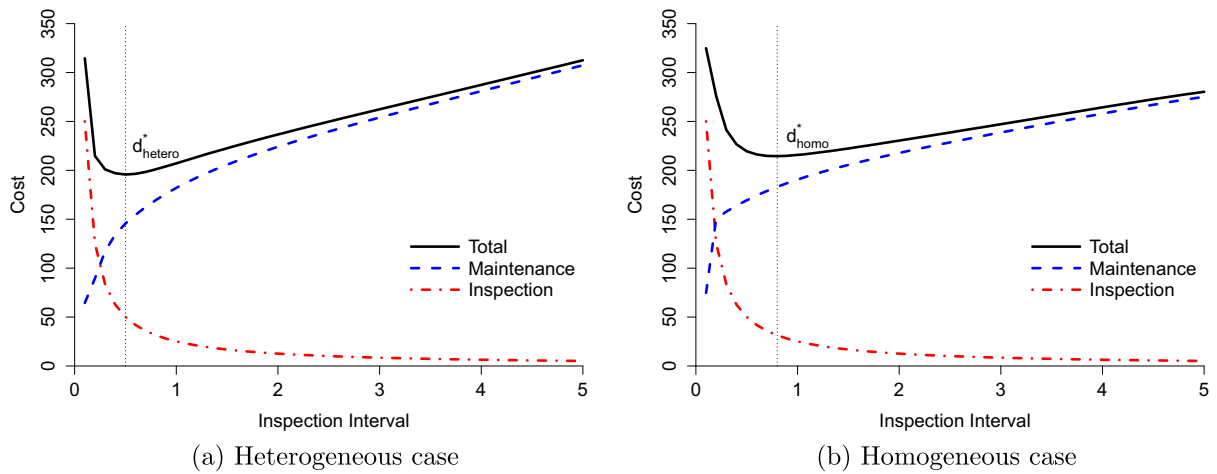 350
300
250
200
150
100
50
0
Cost
d*hetero
Total
Maintenance
Inspection
0 1 2 3 4 5
Inspection Interval
(a) Heterogeneous case
350
300
250
200
150
100
50
0
Cost
d*homo
Total
Maintenance
Inspection
0 1 2 3 4 5
Inspection Interval
(b) Homogeneous case